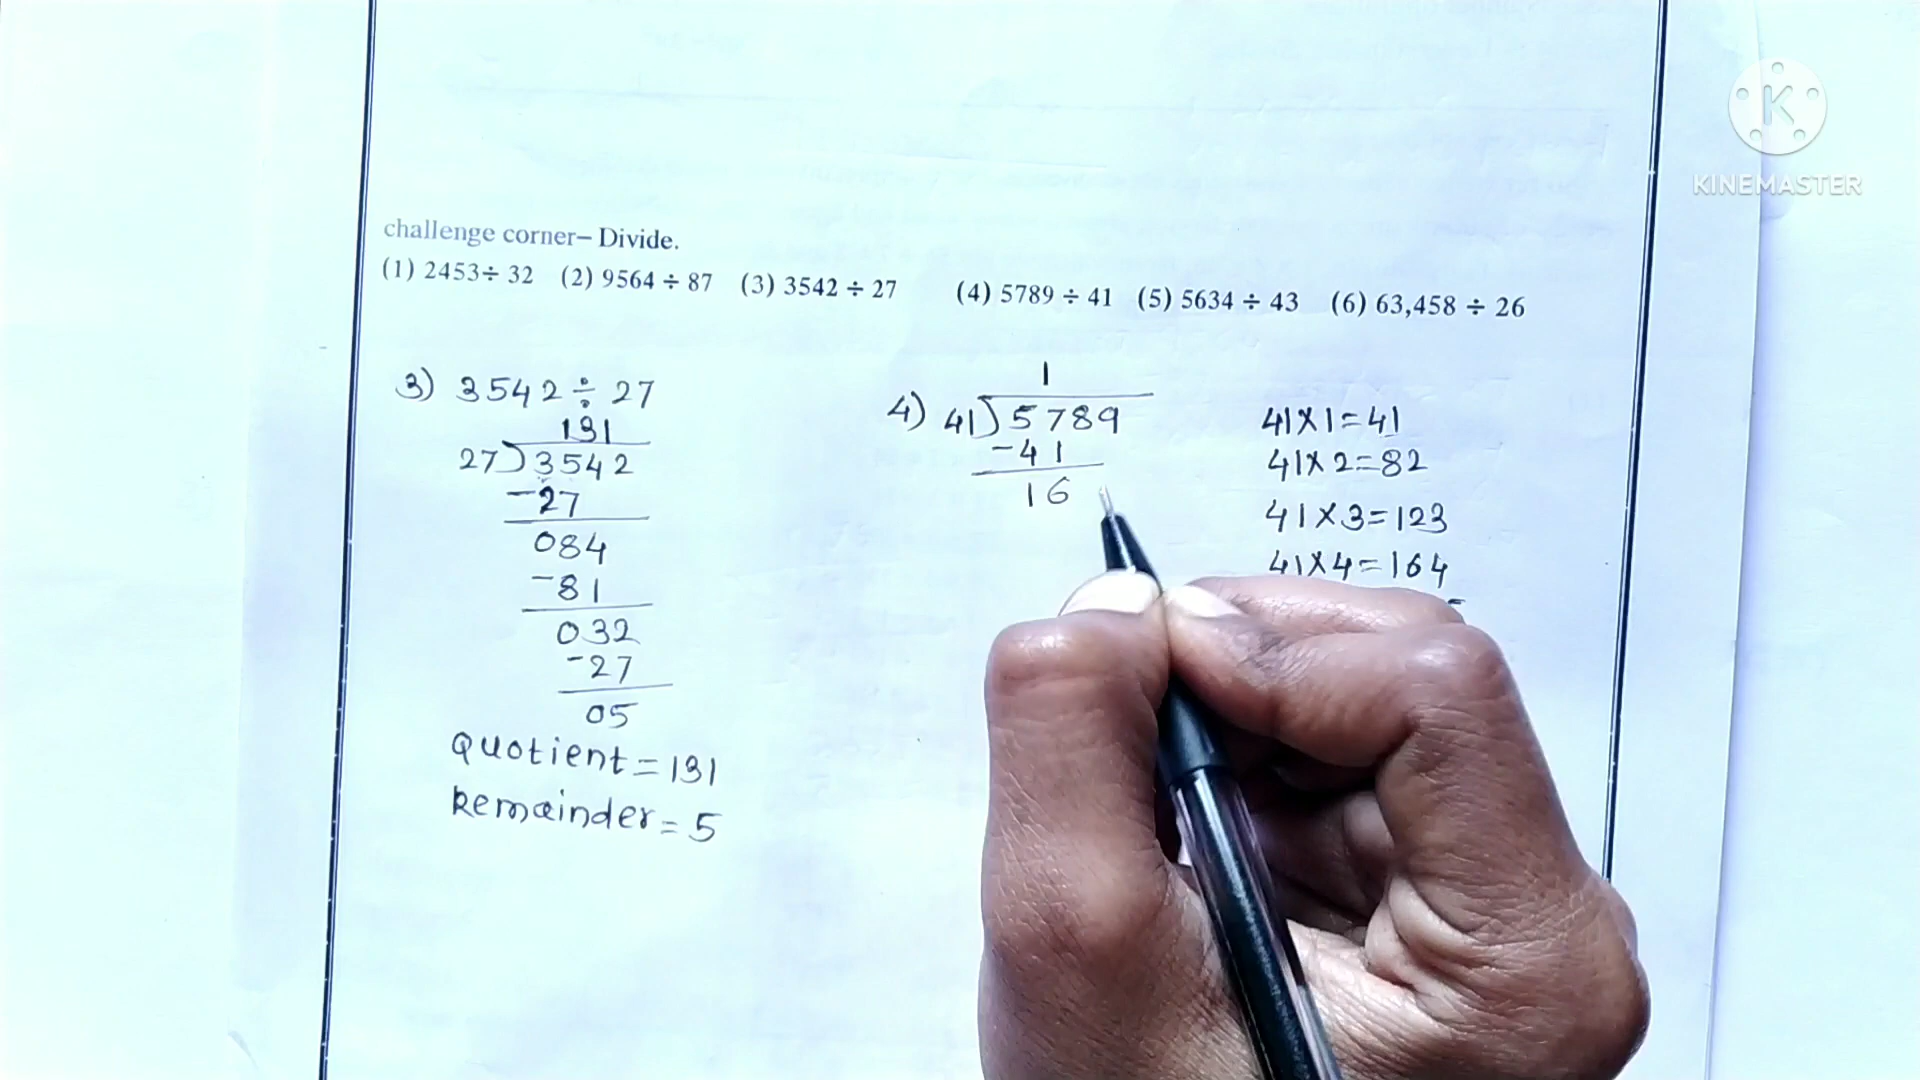 KINEMASTER
challenge corner– Divide.
(1) 2453÷ 32 (2) 9564 ÷ 87 (3) 3542 ÷ 27 (4) 5789 ÷ 41 (5) 5634 ÷ 43 (6) 63,458 ÷ 26
3) 3542 ÷ 27
131
27)3542
-27
084
-81
032
-27
05
Quotient = 131
Remainder = 5
1
4) 41)5789
-41
16
41×1=41
41×2=82
41×3=123
41×4=164